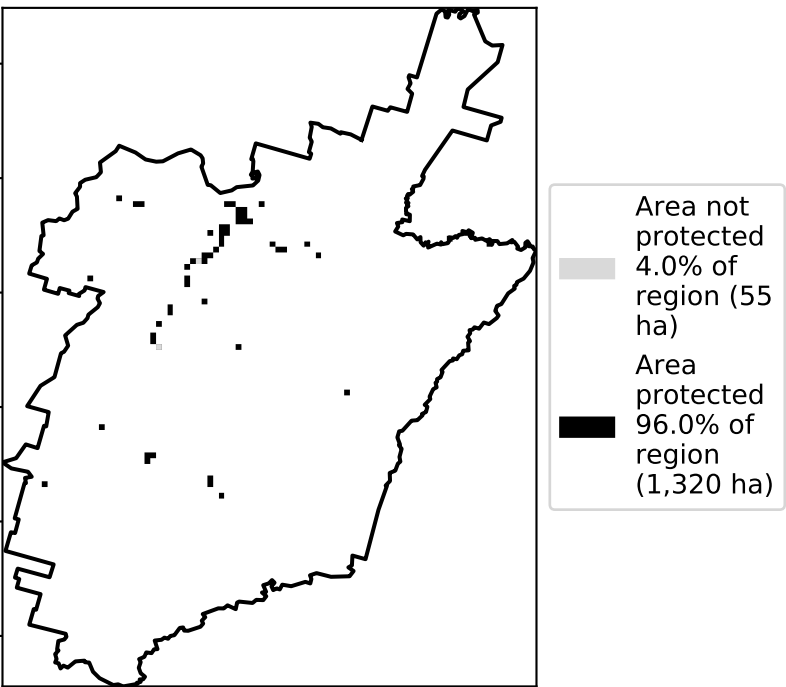 Area not
protected
4.0% of
region (55
ha)
Area
protected
96.0% of
region
(1,320 ha)